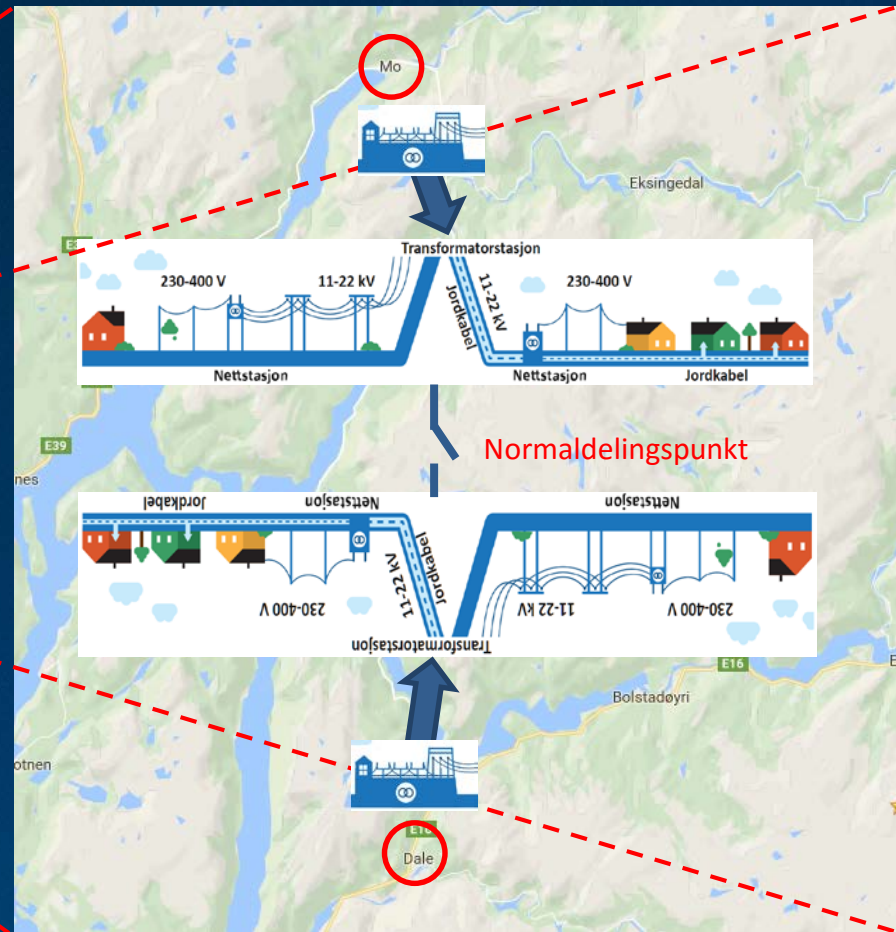 Mo
Eksingedal
E39
Transformatorstasjon
230-400 V
11-22 kV
11-22 kV
Jordkabel
230-400 V
Nettstasjon
Nettstasjon
Jordkabel
E39
Normaldelingspunkt
nes
Jordkabel
Nettstasjon
Nettstasjon
Jordkabel
11-22 kV
230-400 V
11-22 kV
230-400 V
Transformatorstasjon
E16
E
Bolstadøyri
otnen
E16
Dale